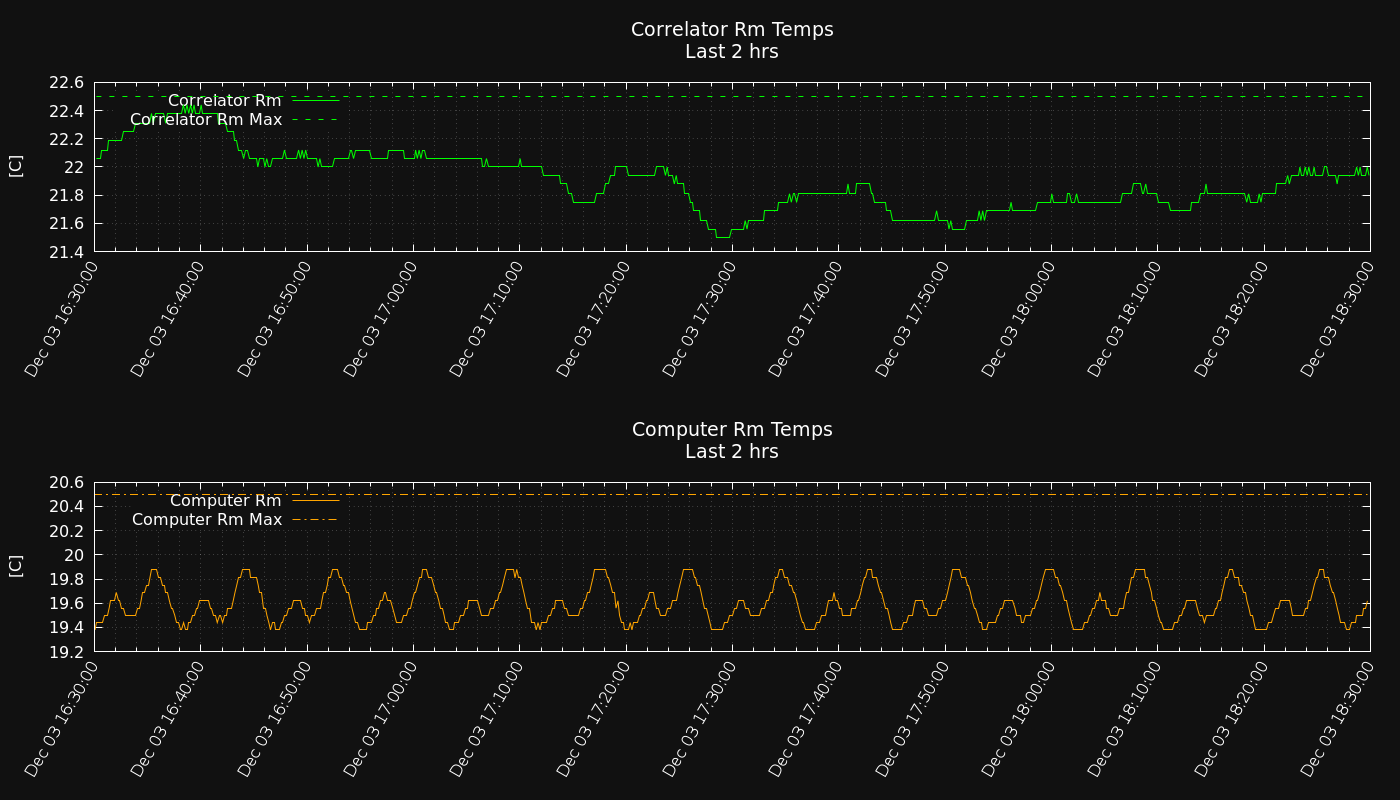 Correlator Rm Temps
Last 2 hrs
[C]
22.6
22.4
22.2
22
21.8
21.6
21.4
Correlator Rm
Correlator Rm Max
Dec 03 16:30:00
Dec 03 16:40:00
Dec 03 16:50:00
Dec 03 17:00:00
Dec 03 17:10:00
Dec 03 17:20:00
Dec 03 17:30:00
Dec 03 17:40:00
Dec 03 17:50:00
Dec 03 18:00:00
Dec 03 18:10:00
Dec 03 18:20:00
Dec 03 18:30:00
Computer Rm Temps
Last 2 hrs
[C]
20.6
20.4
20.2
20
19.8
19.6
19.4
19.2
Computer Rm
Computer Rm Max
Dec 03 16:30:00
Dec 03 16:40:00
Dec 03 16:50:00
Dec 03 17:00:00
Dec 03 17:10:00
Dec 03 17:20:00
Dec 03 17:30:00
Dec 03 17:40:00
Dec 03 17:50:00
Dec 03 18:00:00
Dec 03 18:10:00
Dec 03 18:20:00
Dec 03 18:30:00